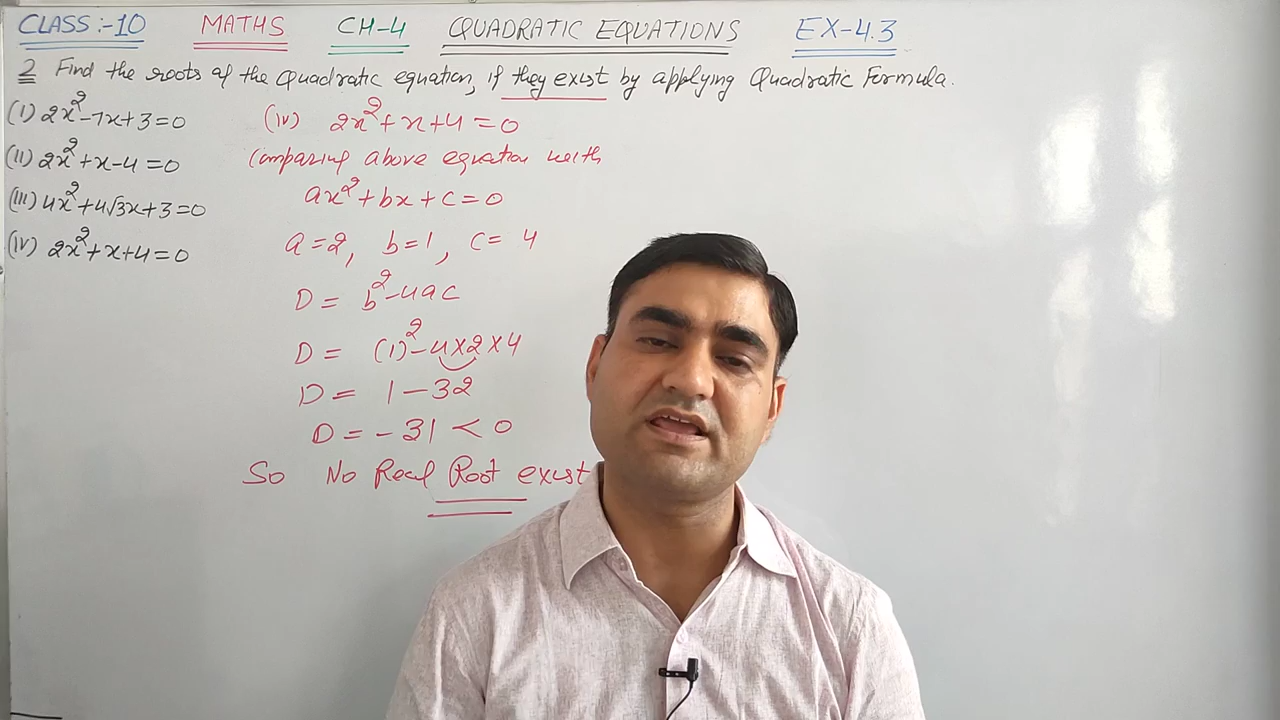 CLASS:-10 MATHS CH-4 QUADRATIC EQUATIONS EX-4.3
2 Find the roots of the Quadratic equation, if they exist by applying Quadratic Formula.
(I) 2x²-7x+3=0
(II) 2x²+x-4=0
(III) 4x²+4√3x+3=0
(IV) 2x²+x+4=0
(iv) 2x²+x+4=0
Comparing above equation with
ax²+bx+c=0
a=2, b=1, c=4
D= b²-4ac
D= (1)²-4×2×4
D= 1-32
D=-31<0
So No Real Root exist